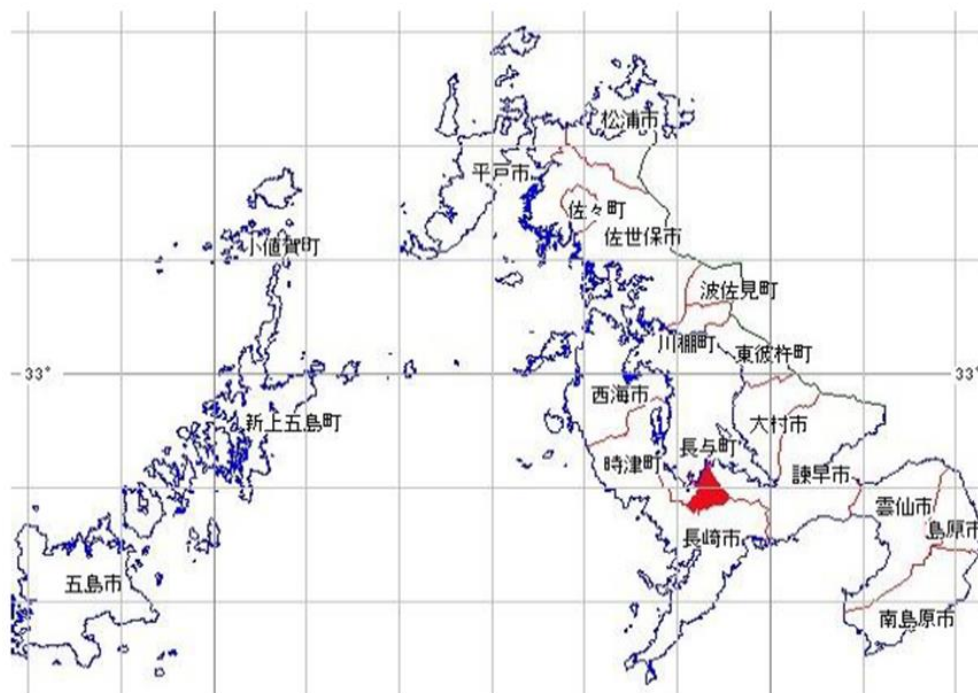 松浦市
平戸市
佐々町
佐世保市
小値賀町
波佐見町
川棚町
東彼杵町
33°
33°
西海市
新上五島町
大村市
長与町
時津町
諫早市
雲仙市
島原市
長崎市
五島市
南島原市